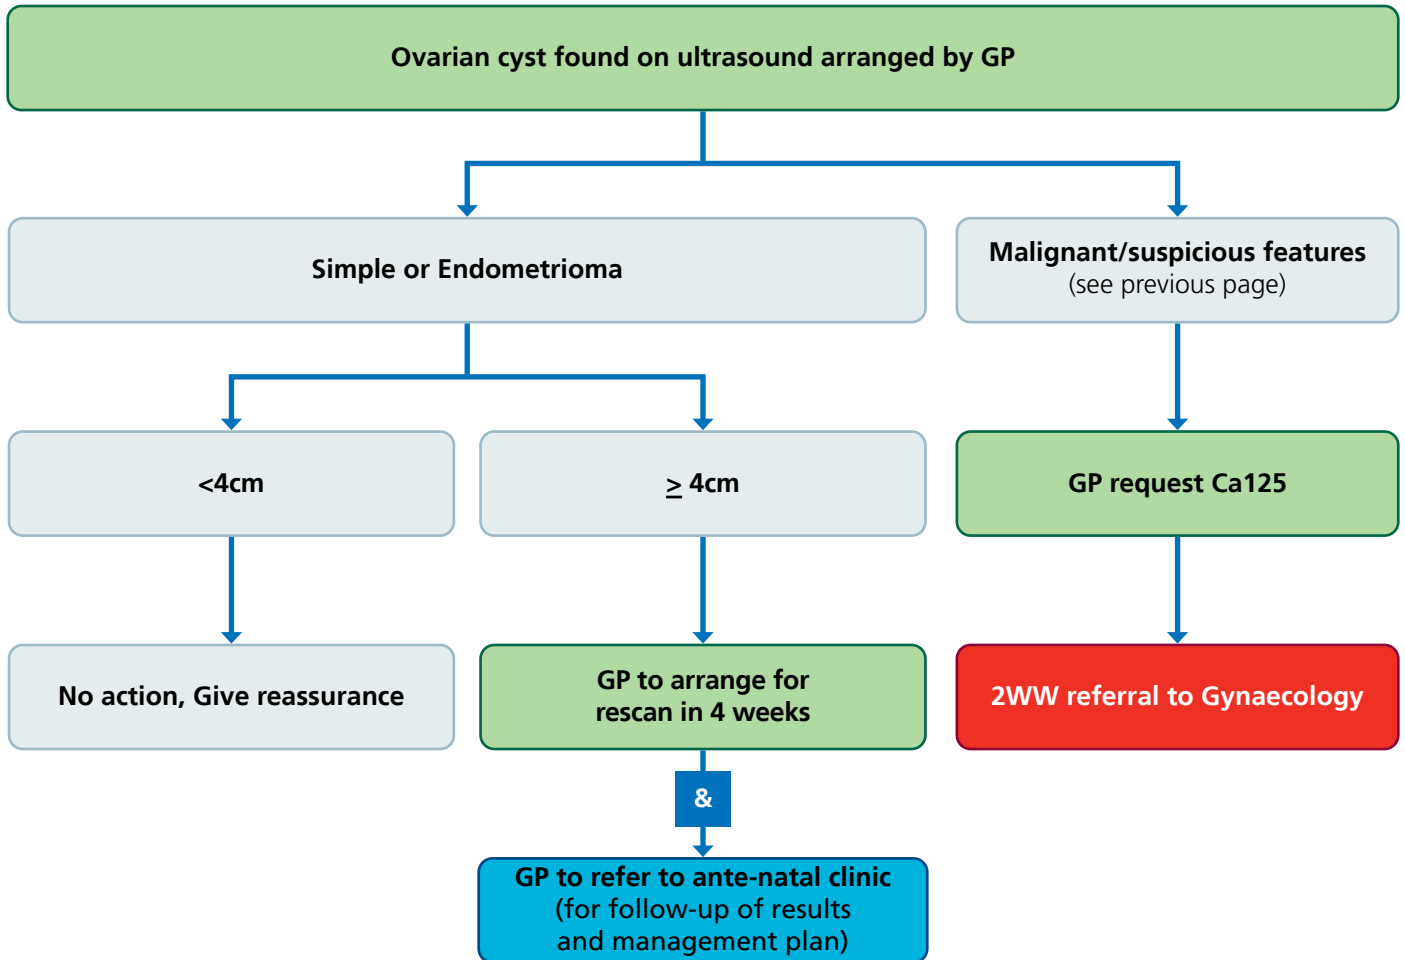 Ovarian cyst found on ultrasound arranged by GP
Simple or Endometrioma
Malignant/suspicious features
(see previous page)
<4cm
≥ 4cm
GP request Ca125
No action, Give reassurance
GP to arrange for
rescan in 4 weeks
2WW referral to Gynaecology
&
GP to refer to ante-natal clinic
(for follow-up of results
and management plan)